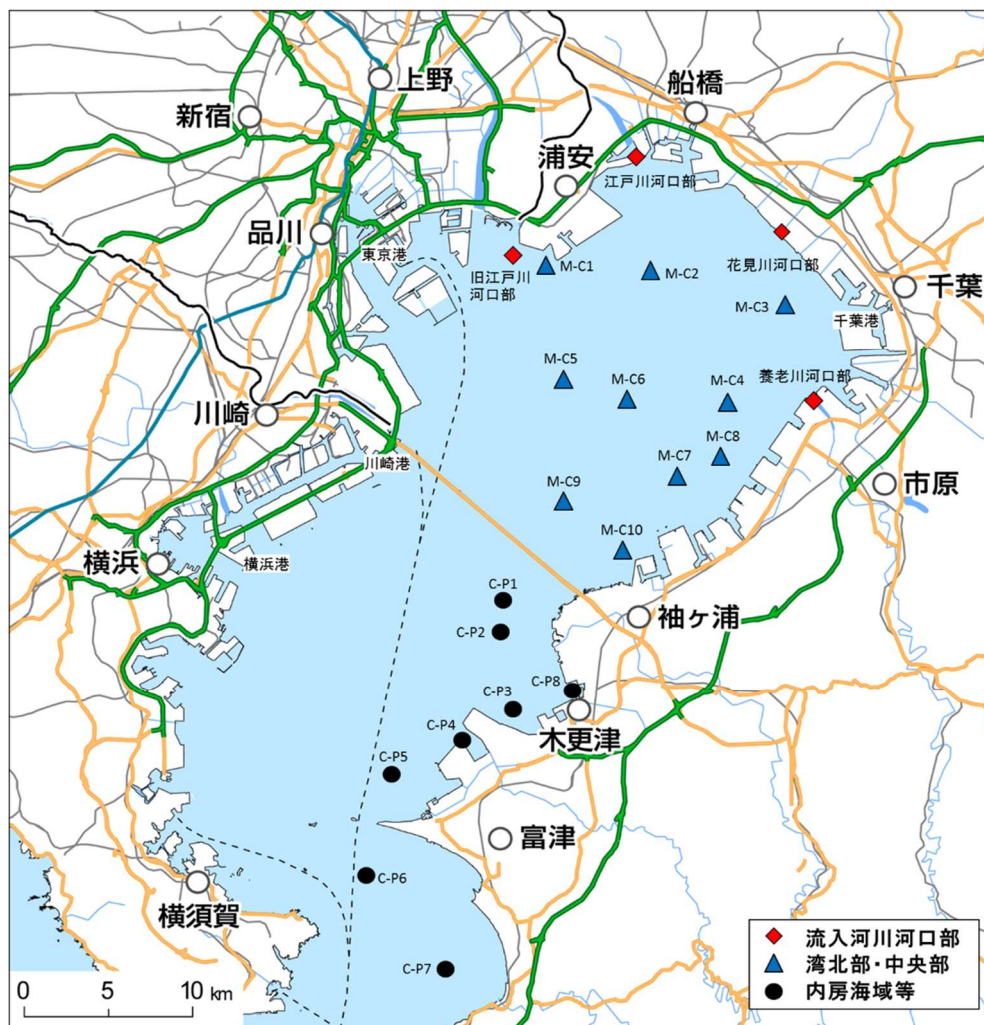 上野
船橋
新宿
浦安
江戸川河口部
品川
東京港
旧江戸川
河口部
M-C1
M-C2
花見川河口部
千葉
M-C3
千葉港
M-C5
M-C6
M-C4
養老川河口部
川崎
川崎港
M-C8
M-C7
市原
M-C9
横浜
横浜港
M-C10
C-P1
袖ヶ浦
C-P2
C-P3
C-P8
木更津
C-P4
C-P5
富津
C-P6
横須賀
C-P7
流入河川河口部
湾北部・中央部
内房海域等
0 5 10 km